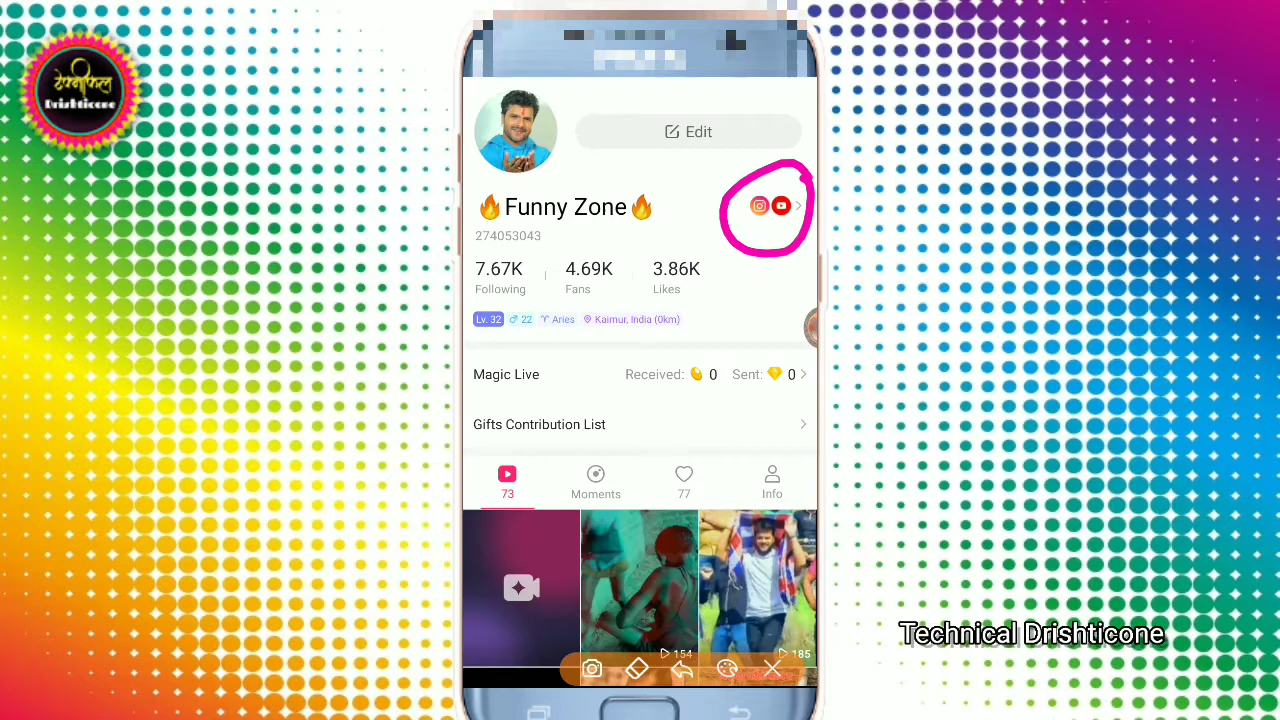 Drishticone
Edit
🔥Funny Zone🔥
274053043
7.67K
Following
4.69K
Fans
3.86K
Likes
Lv. 32
♂ 22
♈ Aries
Kaimur, India (0km)
Magic Live
Received: 0
Sent: 0
Gifts Contribution List
73
Moments
77
Info
154
185
Technical Drishticone